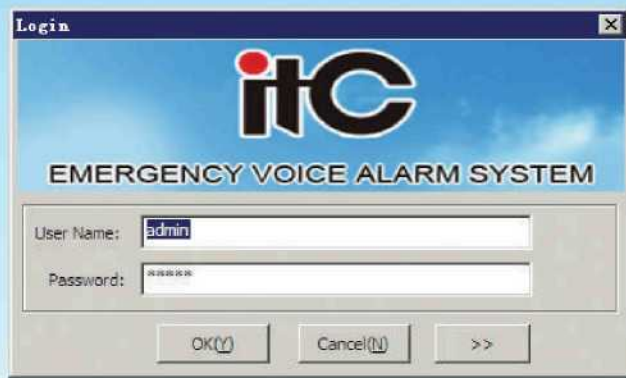 Login
itC
EMERGENCY VOICE ALARM SYSTEM
User Name: admin
Password: *****
OK(Y) Cancel(N) >>